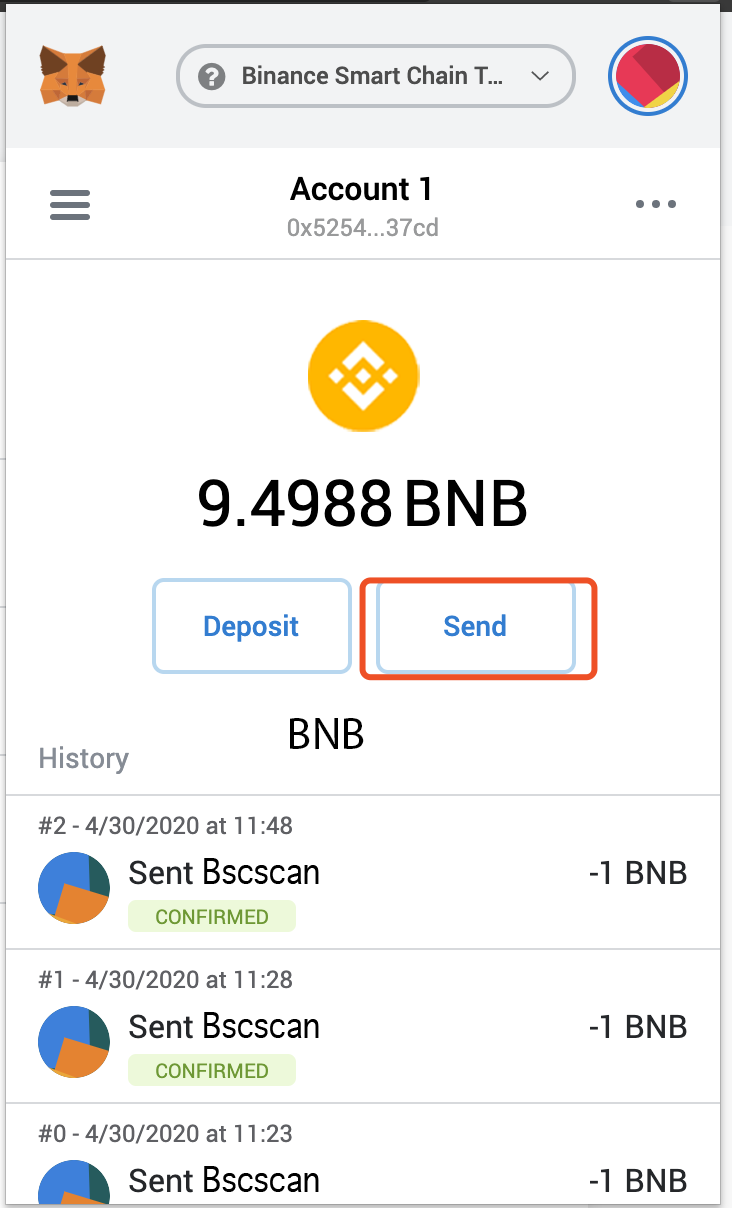 Binance Smart Chain T...
Account 1
0x5254...37cd
9.4988 BNB
Deposit
Send
BNB
History
#2 - 4/30/2020 at 11:48
Sent Bscscan
-1 BNB
CONFIRMED
#1 - 4/30/2020 at 11:28
Sent Bscscan
-1 BNB
CONFIRMED
#0 - 4/30/2020 at 11:23
Sent Bscscan
-1 BNB